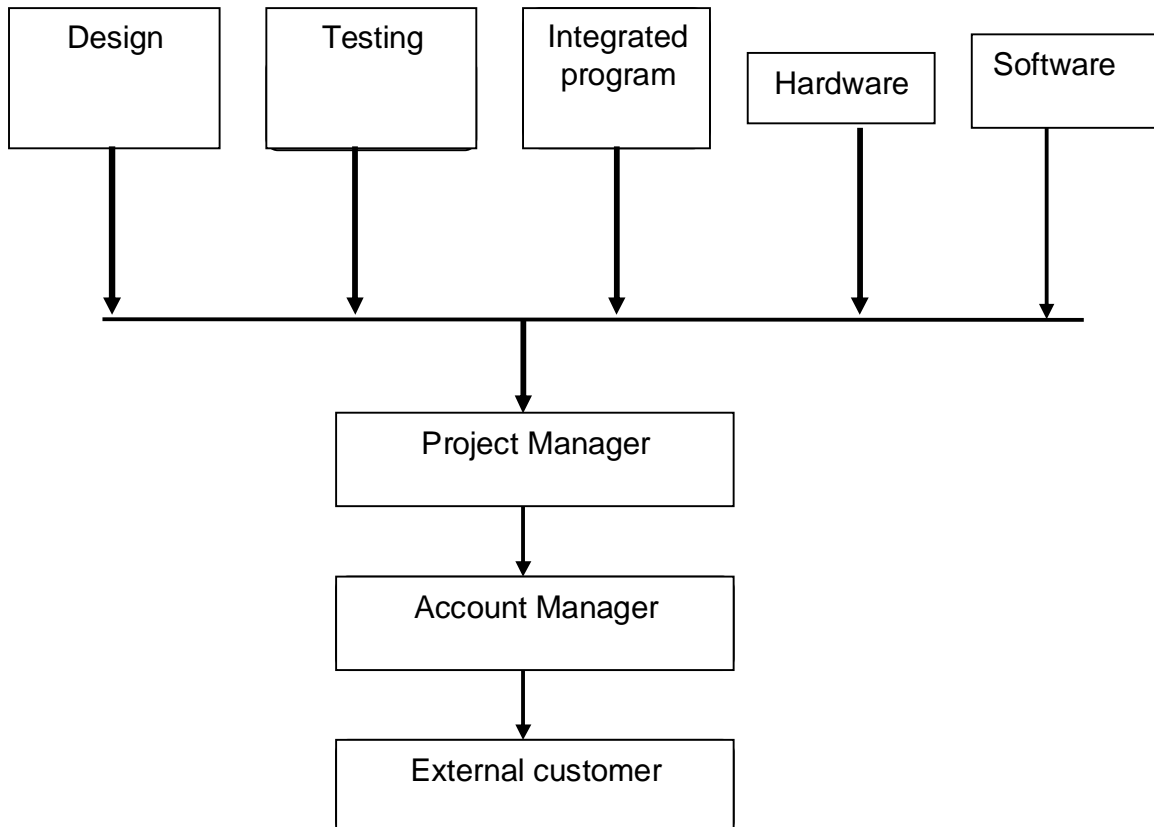 Design
Testing
Integrated
program
Hardware
Software
Project Manager
Account Manager
External customer